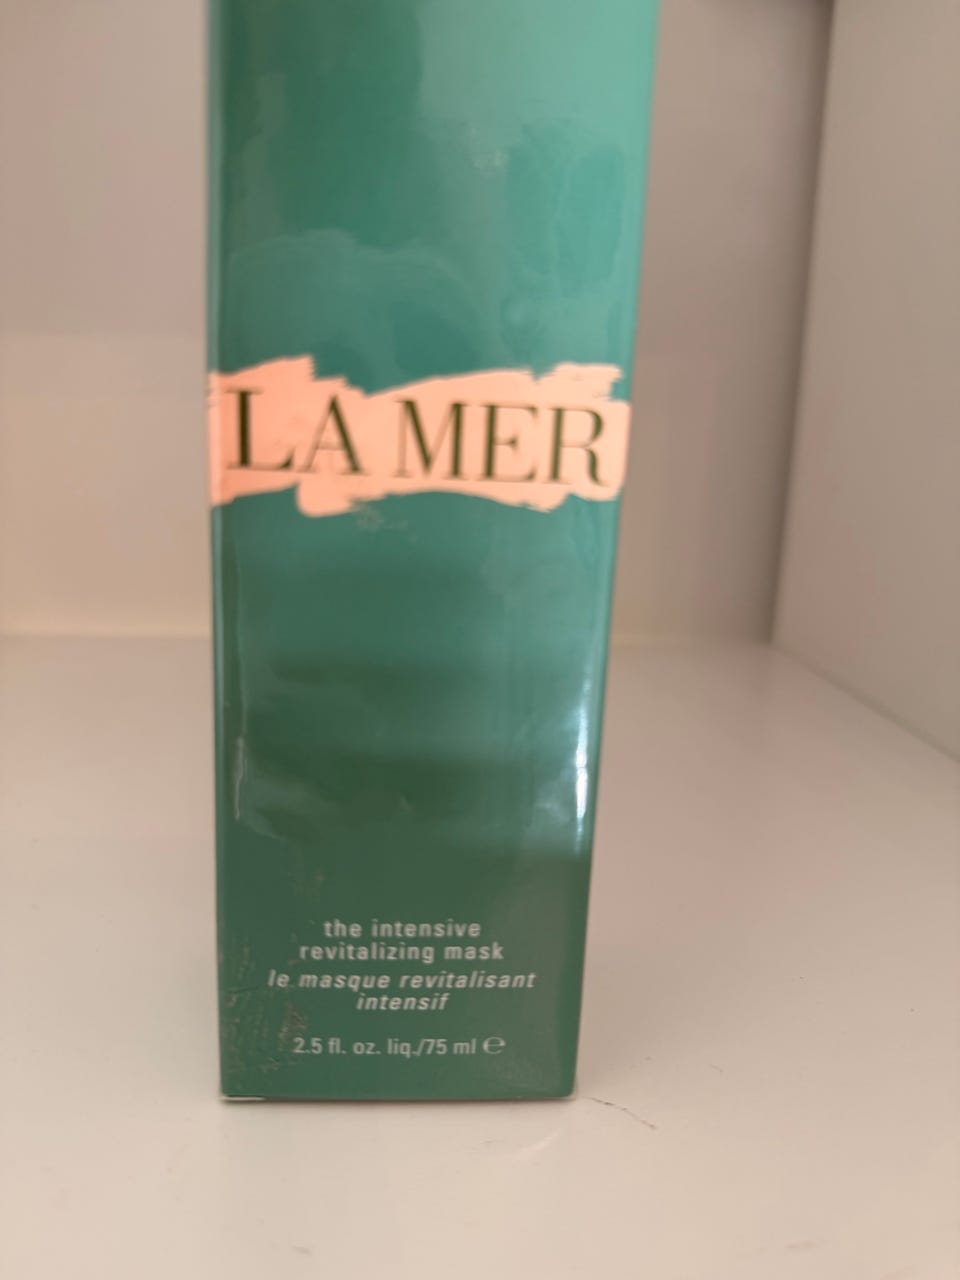 LA MER
the intensive
revitalizing mask
le masque revitalisant
intensif
2.5 fl. oz. liq./75 ml ℮